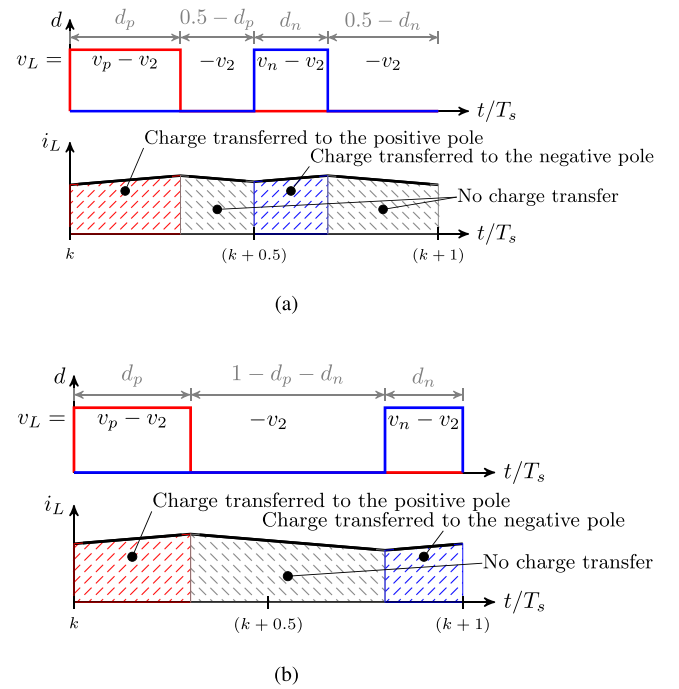 d
d_p 0.5 − d_p d_n 0.5 − d_n
v_L = v_p − v_2 −v_2 v_n − v_2 −v_2
t/T_s
Charge transferred to the positive pole
i_L
Charge transferred to the negative pole
No charge transfer
t/T_s
k (k + 0.5) (k + 1)
(a)
d
d_p 1 − d_p − d_n d_n
v_L = v_p − v_2 −v_2 v_n − v_2
t/T_s
Charge transferred to the positive pole
i_L
Charge transferred to the negative pole
No charge transfer
t/T_s
k (k + 0.5) (k + 1)
(b)